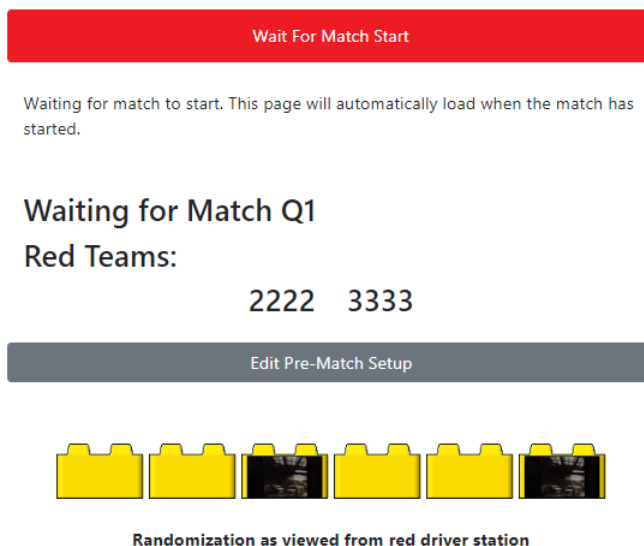 Wait For Match Start
Waiting for match to start. This page will automatically load when the match has
started.
Waiting for Match Q1
Red Teams:
2222 3333
Edit Pre-Match Setup
Randomization as viewed from red driver station